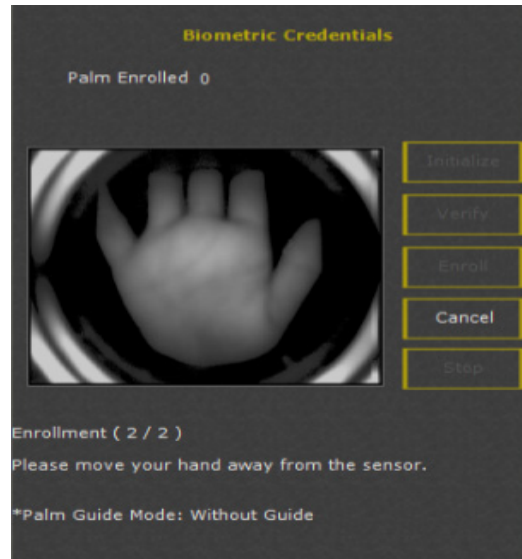 Biometric Credentials
Palm Enrolled 0
Initialize
Verify
Enroll
Cancel
Stop
Enrollment ( 2 / 2 )
Please move your hand away from the sensor.
*Palm Guide Mode: Without Guide